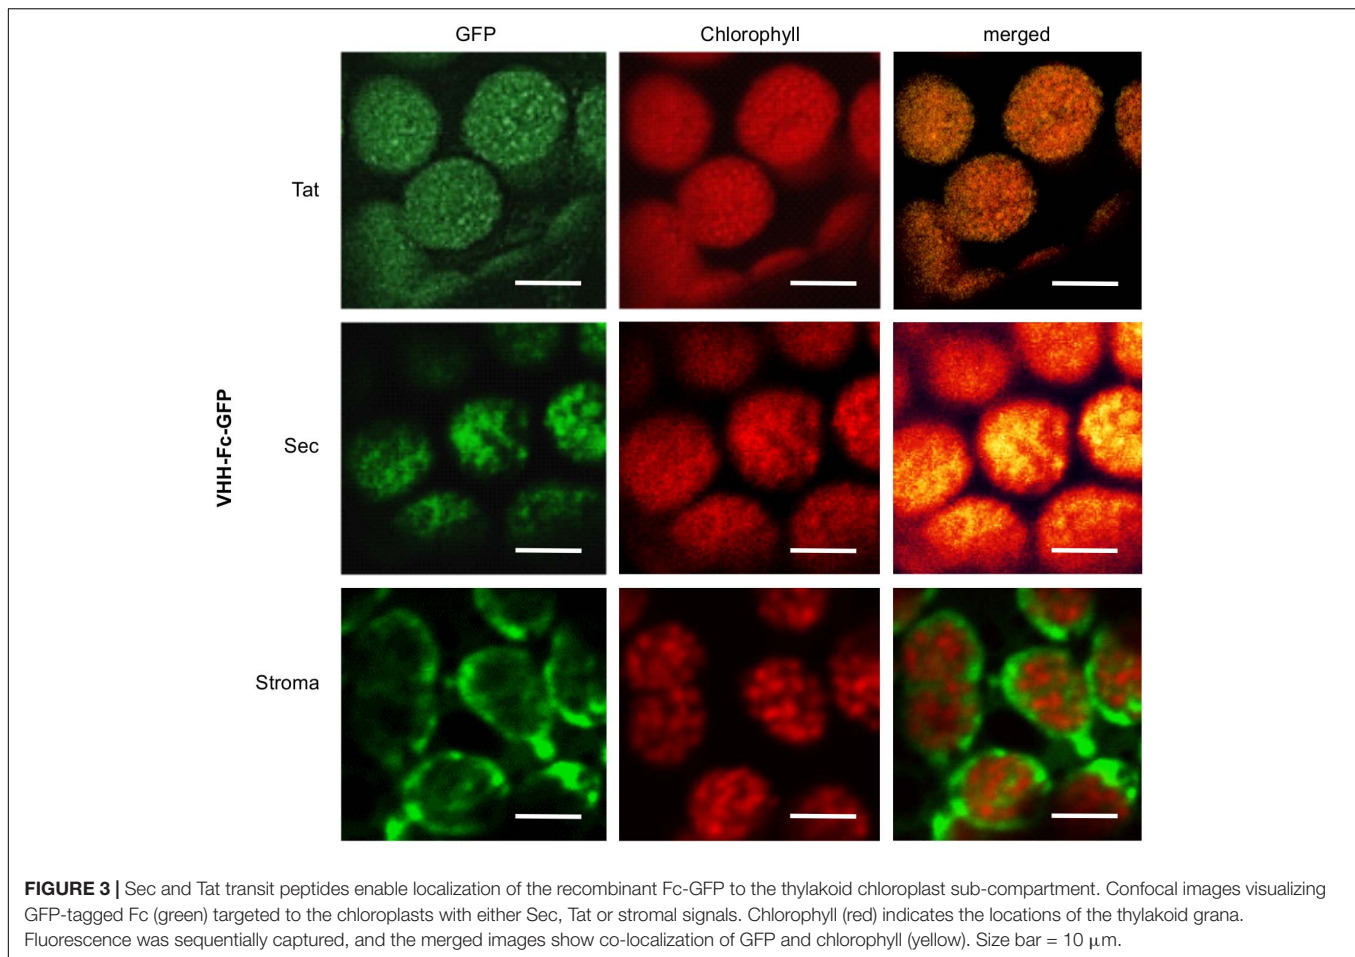 GFP Chlorophyll merged
Tat
VHH-Fc-GFP
Sec
Stroma
FIGURE 3 | Sec and Tat transit peptides enable localization of the recombinant Fc-GFP to the thylakoid chloroplast sub-compartment. Confocal images visualizing
GFP-tagged Fc (green) targeted to the chloroplasts with either Sec, Tat or stromal signals. Chlorophyll (red) indicates the locations of the thylakoid grana.
Fluorescence was sequentially captured, and the merged images show co-localization of GFP and chlorophyll (yellow). Size bar = 10 μm.